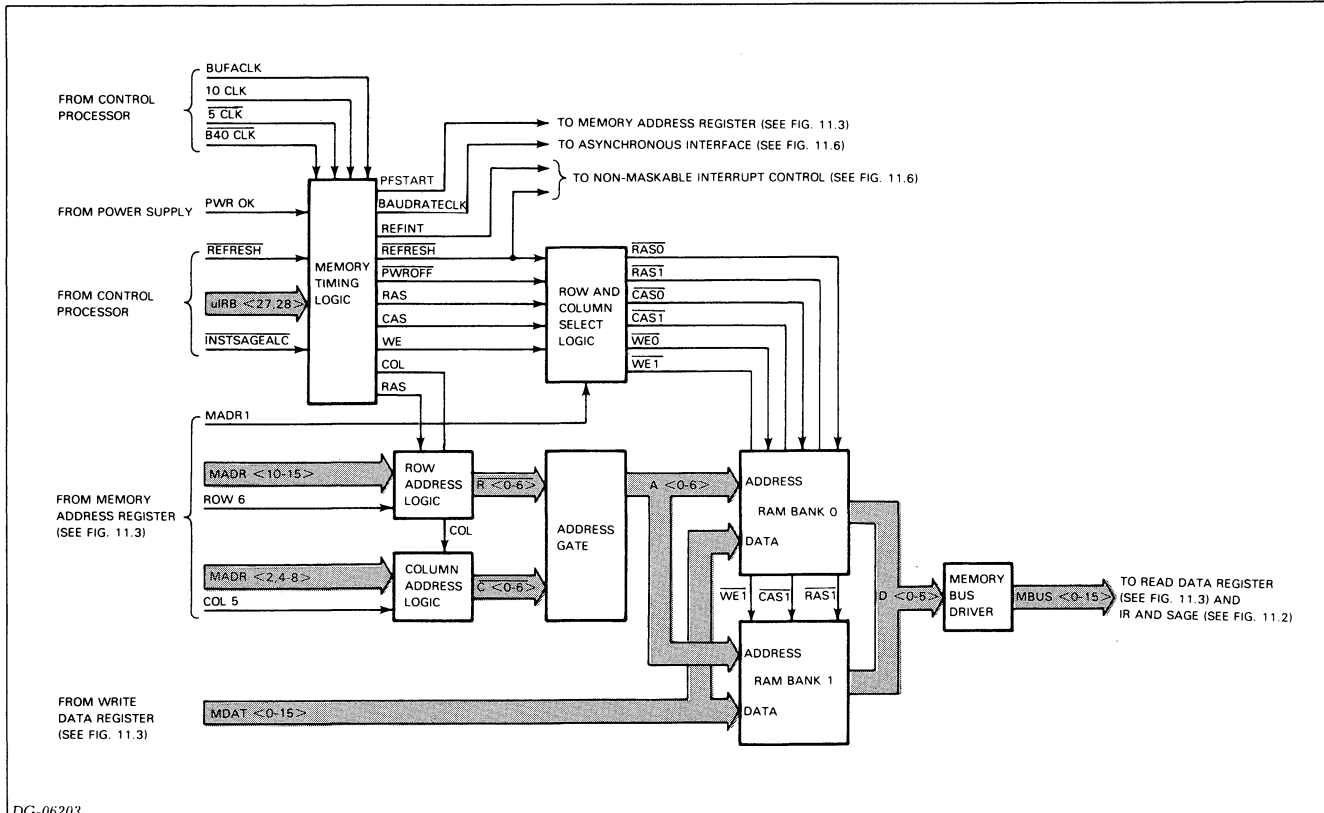 BUFACLK
FROM CONTROL
PROCESSOR
10 CLK
5 CLK
B40 CLK
TO MEMORY ADDRESS REGISTER (SEE FIG. 11.3)
TO ASYNCHRONOUS INTERFACE (SEE FIG. 11.6)
TO NON-MASKABLE INTERRUPT CONTROL (SEE FIG. 11.6)
FROM POWER SUPPLY
PWR OK
FROM CONTROL
PROCESSOR
REFRESH
uIRB <27,28>
INSTSAGEALC
MEMORY
TIMING
LOGIC
PFSTART
BAUDRATECLK
REFINT
REFRESH
PWROFF
RAS
CAS
WE
COL
RAS
ROW AND
COLUMN
SELECT
LOGIC
RAS0
RAS1
CAS0
CAS1
WE0
WE1
FROM MEMORY
ADDRESS REGISTER
(SEE FIG. 11.3)
MADR 1
MADR <10-15>
ROW 6
MADR <2,4-8>
COL 5
ROW
ADDRESS
LOGIC
COL
COLUMN
ADDRESS
LOGIC
R <0-6>
C <0-6>
ADDRESS
GATE
A <0-6>
ADDRESS
RAM BANK 0
DATA
WE1
CAS1
RAS1
ADDRESS
RAM BANK 1
DATA
D <0-5>
MEMORY
BUS
DRIVER
MBUS <0-15>
TO READ DATA REGISTER
(SEE FIG. 11.3) AND
IR AND SAGE (SEE FIG. 11.2)
FROM WRITE
DATA REGISTER
(SEE FIG. 11.3)
MDAT <0-15>
DG-06203